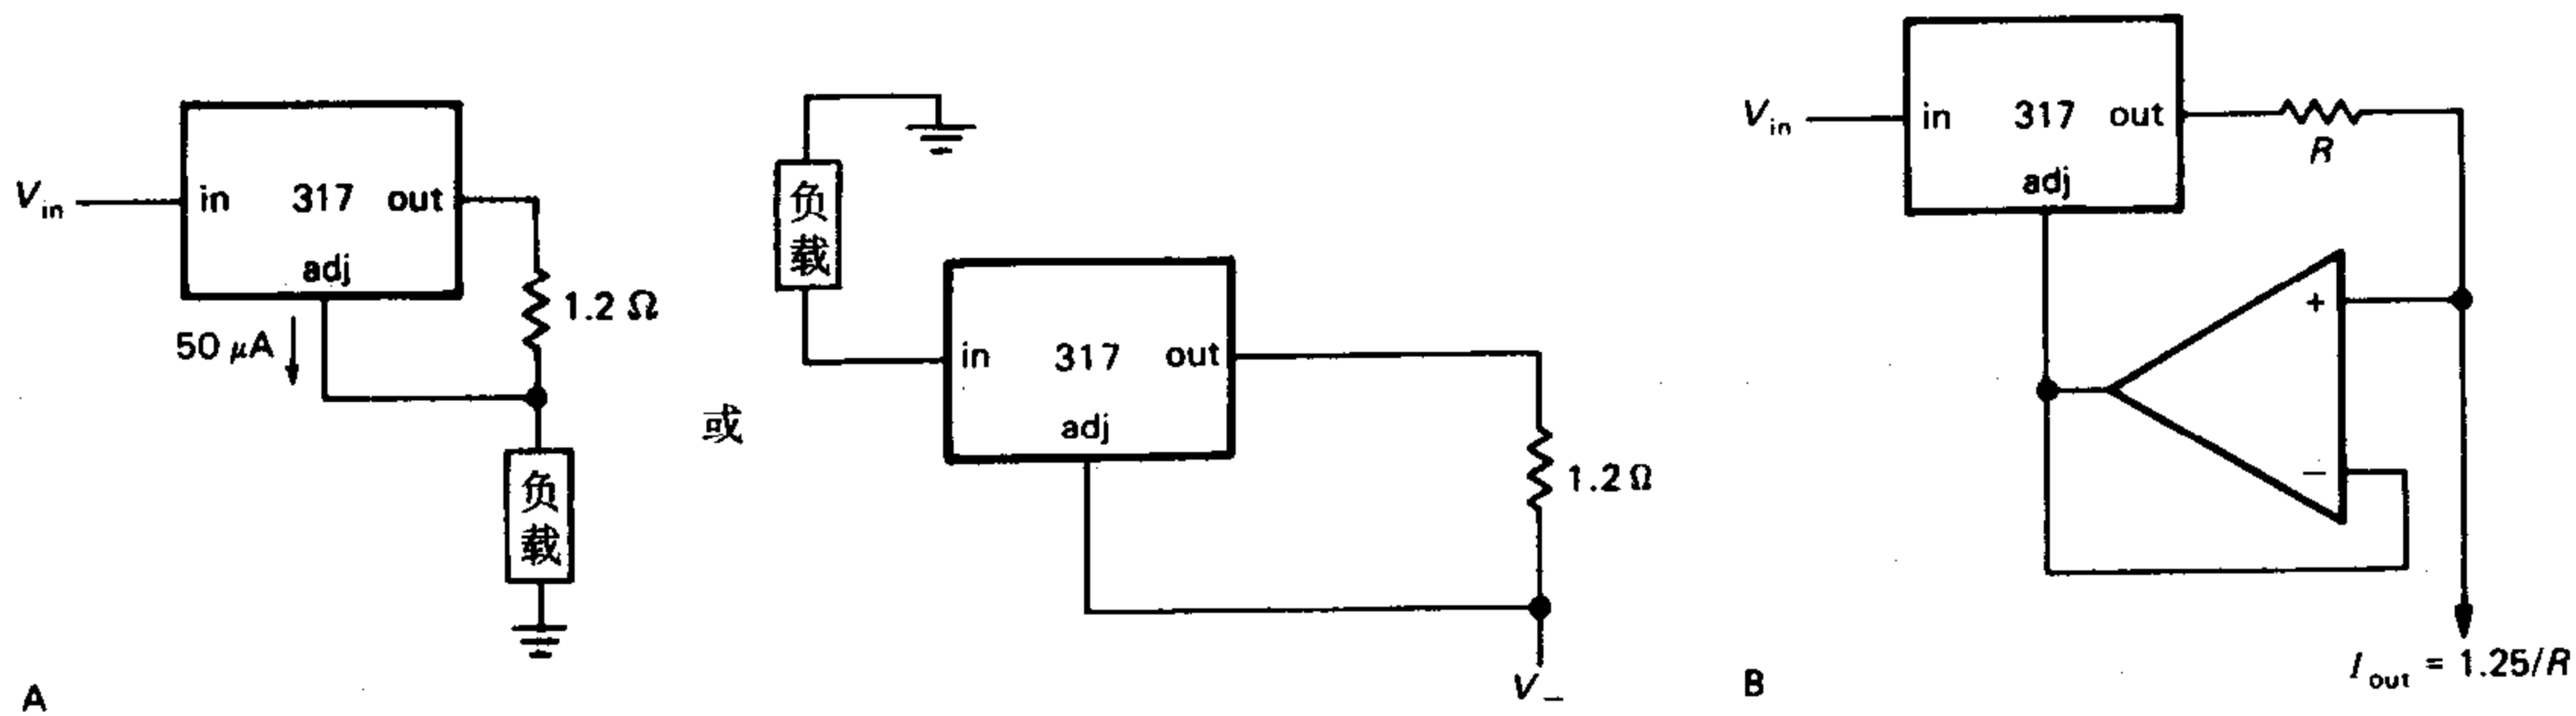 V_in
in 317 out
adj
50 μA
1.2 Ω
负载
A
或
负载
in 317 out
adj
1.2 Ω
V_−
V_in
in 317 out
adj
R
+
−
I_out = 1.25/R
B